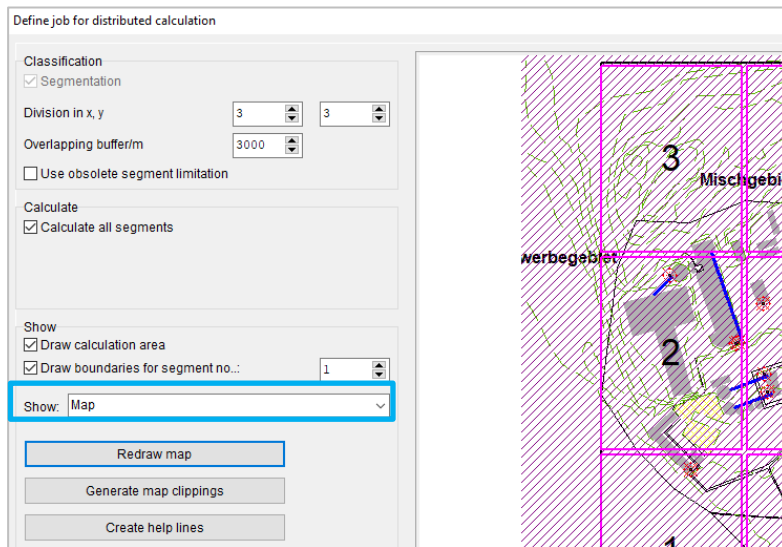 Define job for distributed calculation
Classification
Segmentation
Division in x, y 3 3
Overlapping buffer/m 3000
Use obsolete segment limitation
Calculate
Calculate all segments
Show
Draw calculation area
Draw boundaries for segment no..: 1
Show: Map
Redraw map
Generate map clippings
Create help lines
3
Mischgebi
werbegebiet
2
1